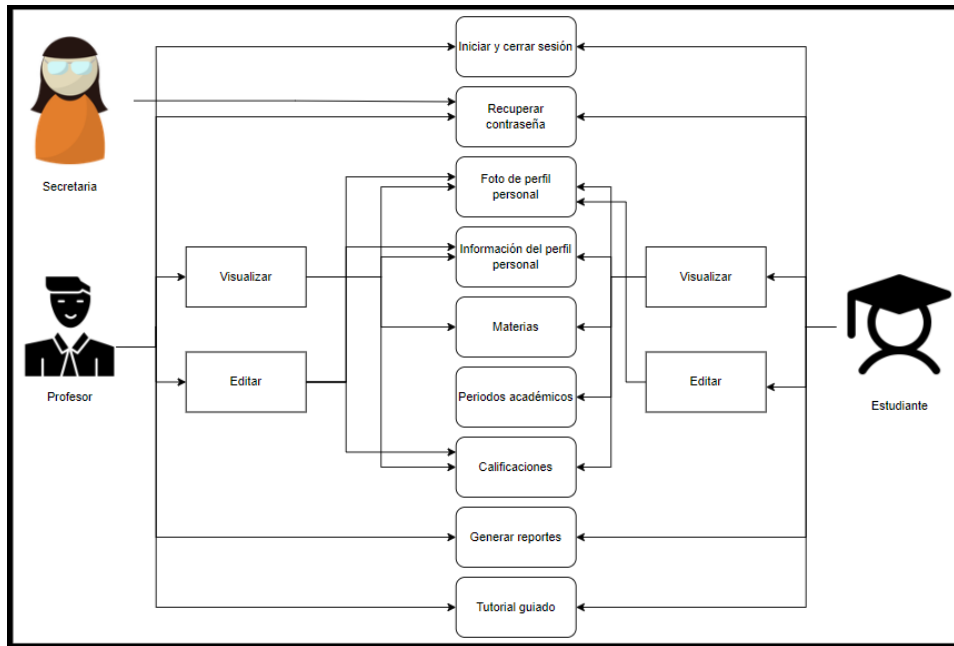 Iniciar y cerrar sesión
Recuperar
contraseña
Secretaria
Foto de perfil
personal
Información del perfil
personal
Visualizar
Visualizar
Materias
Editar
Editar
Profesor
Periodos académicos
Estudiante
Calificaciones
Generar reportes
Tutorial guiado